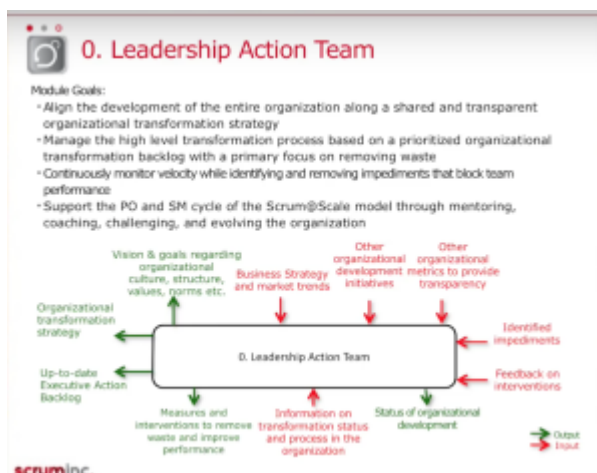 0. Leadership Action Team
Module Goals:
-Align the development of the entire organization along a shared and transparent
organizational transformation strategy
-Manage the high level transformation process based on a prioritized organizational
transformation backlog with a primary focus on removing waste
-Continuously monitor velocity while identifying and removing impediments that block team
performance
-Support the PO and SM cycle of the Scrum@Scale model through mentoring,
coaching, challenging, and evolving the organization
Vision & goals regarding
organizational
culture, structure,
values, norms etc.
Business Strategy
and market trends
Other
organizational
development
initiatives
Other
organizational
metrics to provide
transparency
Organizational
transformation
strategy
Identified
impediments
0. Leadership Action Team
Up-to-date
Executive Action
Backlog
Feedback on
interventions
Measures and
interventions to remove
waste and improve
performance
Information on
transformation status
and process in the
organization
Status of organizational
development
Output
Input
scruminc